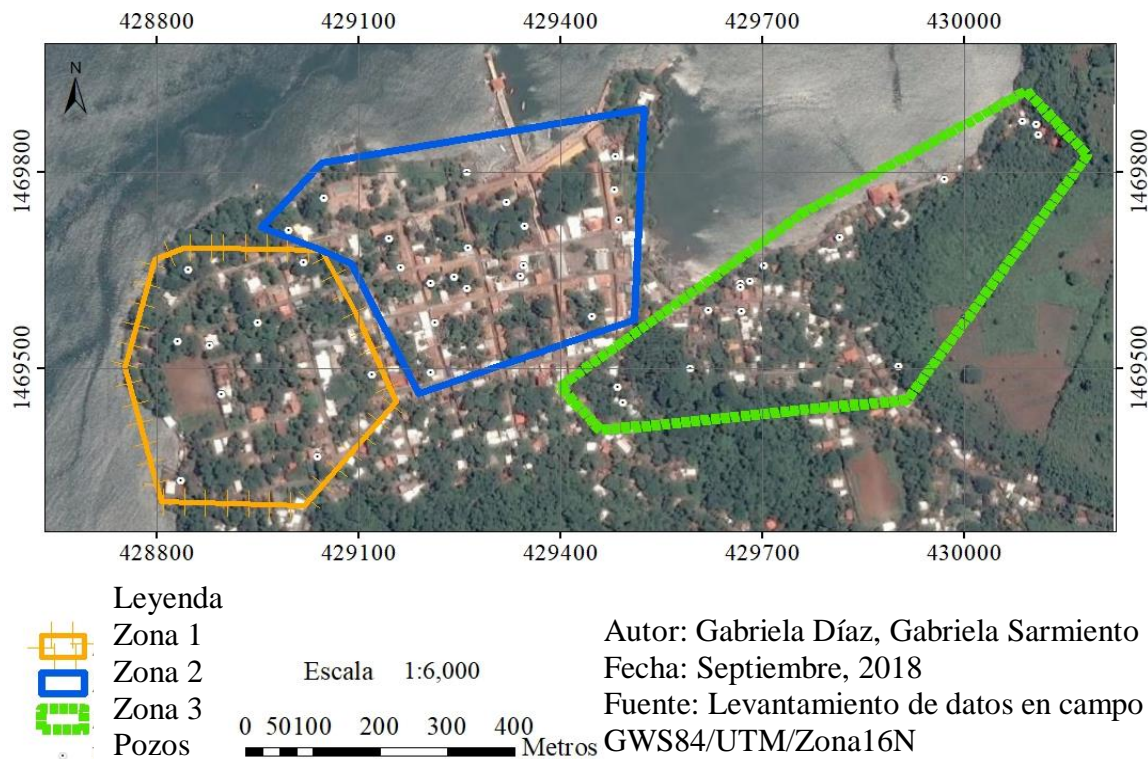 428800 429100 429400 429700 430000
N
1469800 1469800
1469500 1469500
428800 429100 429400 429700 430000
Leyenda
Zona 1
Zona 2
Zona 3
Pozos
Escala 1:6,000
0 50 100 200 300 400
Metros
Autor: Gabriela Díaz, Gabriela Sarmiento
Fecha: Septiembre, 2018
Fuente: Levantamiento de datos en campo
GWS84/UTM/Zona16N